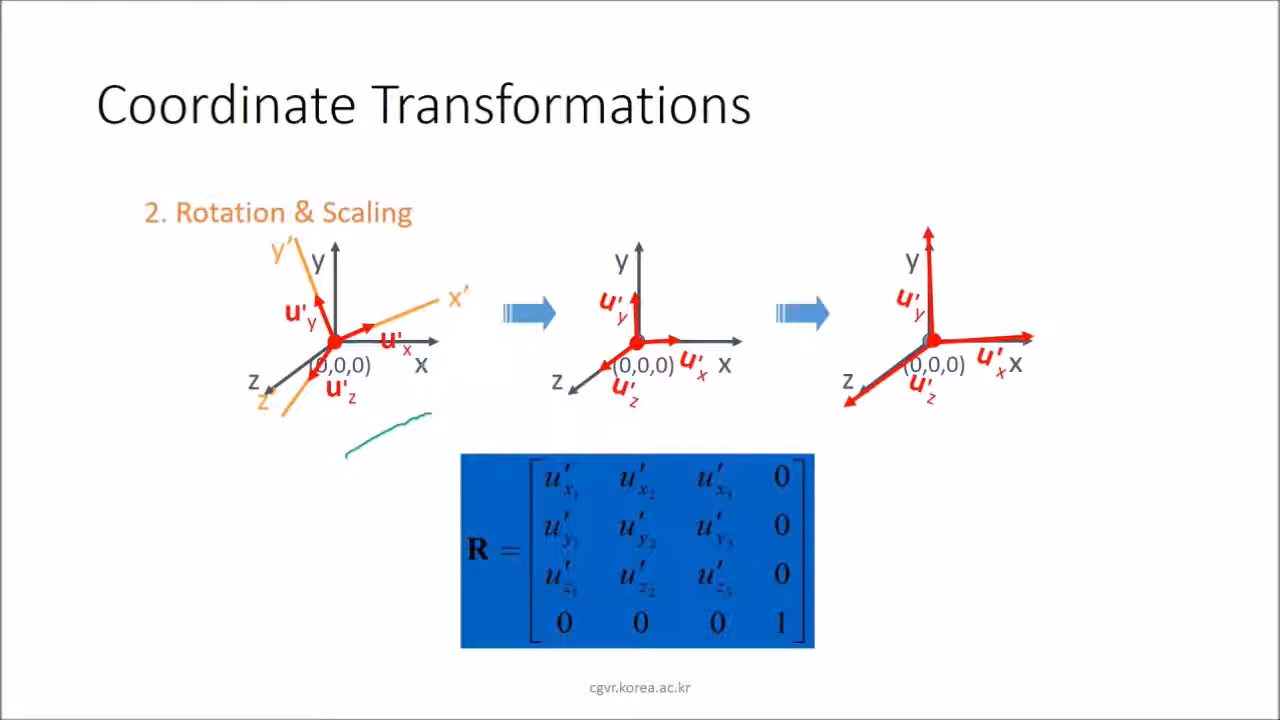 Coordinate Transformations
2. Rotation & Scaling
y' y x' u'y u'x (0,0,0) x z z' u'z
y u'y u'x (0,0,0) x z u'z
y u'y u'x (0,0,0) x z u'z
R = [ u'x₁ u'x₂ u'x₃ 0
u'y₁ u'y₂ u'y₃ 0
u'z₁ u'z₂ u'z₃ 0
0 0 0 1 ]
cgvr.korea.ac.kr